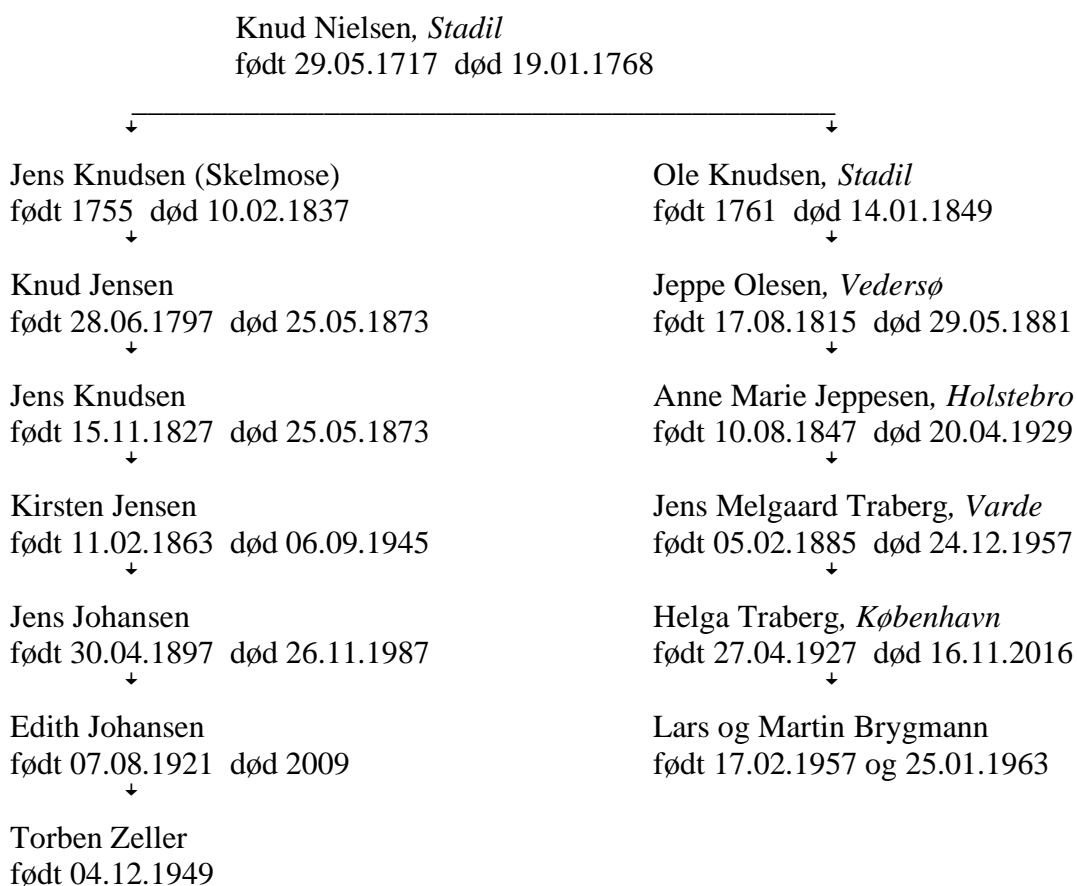 Knud Nielsen, Stadil
født 29.05.1717 død 19.01.1768
Jens Knudsen (Skelmose)
født 1755 død 10.02.1837
Knud Jensen
født 28.06.1797 død 25.05.1873
Jens Knudsen
født 15.11.1827 død 25.05.1873
Kirsten Jensen
født 11.02.1863 død 06.09.1945
Jens Johansen
født 30.04.1897 død 26.11.1987
Edith Johansen
født 07.08.1921 død 2009
Torben Zeller
født 04.12.1949
Ole Knudsen, Stadil
født 1761 død 14.01.1849
Jeppe Olesen, Vedersø
født 17.08.1815 død 29.05.1881
Anne Marie Jeppesen, Holstebro
født 10.08.1847 død 20.04.1929
Jens Melgaard Traberg, Varde
født 05.02.1885 død 24.12.1957
Helga Traberg, København
født 27.04.1927 død 16.11.2016
Lars og Martin Brygmann
født 17.02.1957 og 25.01.1963